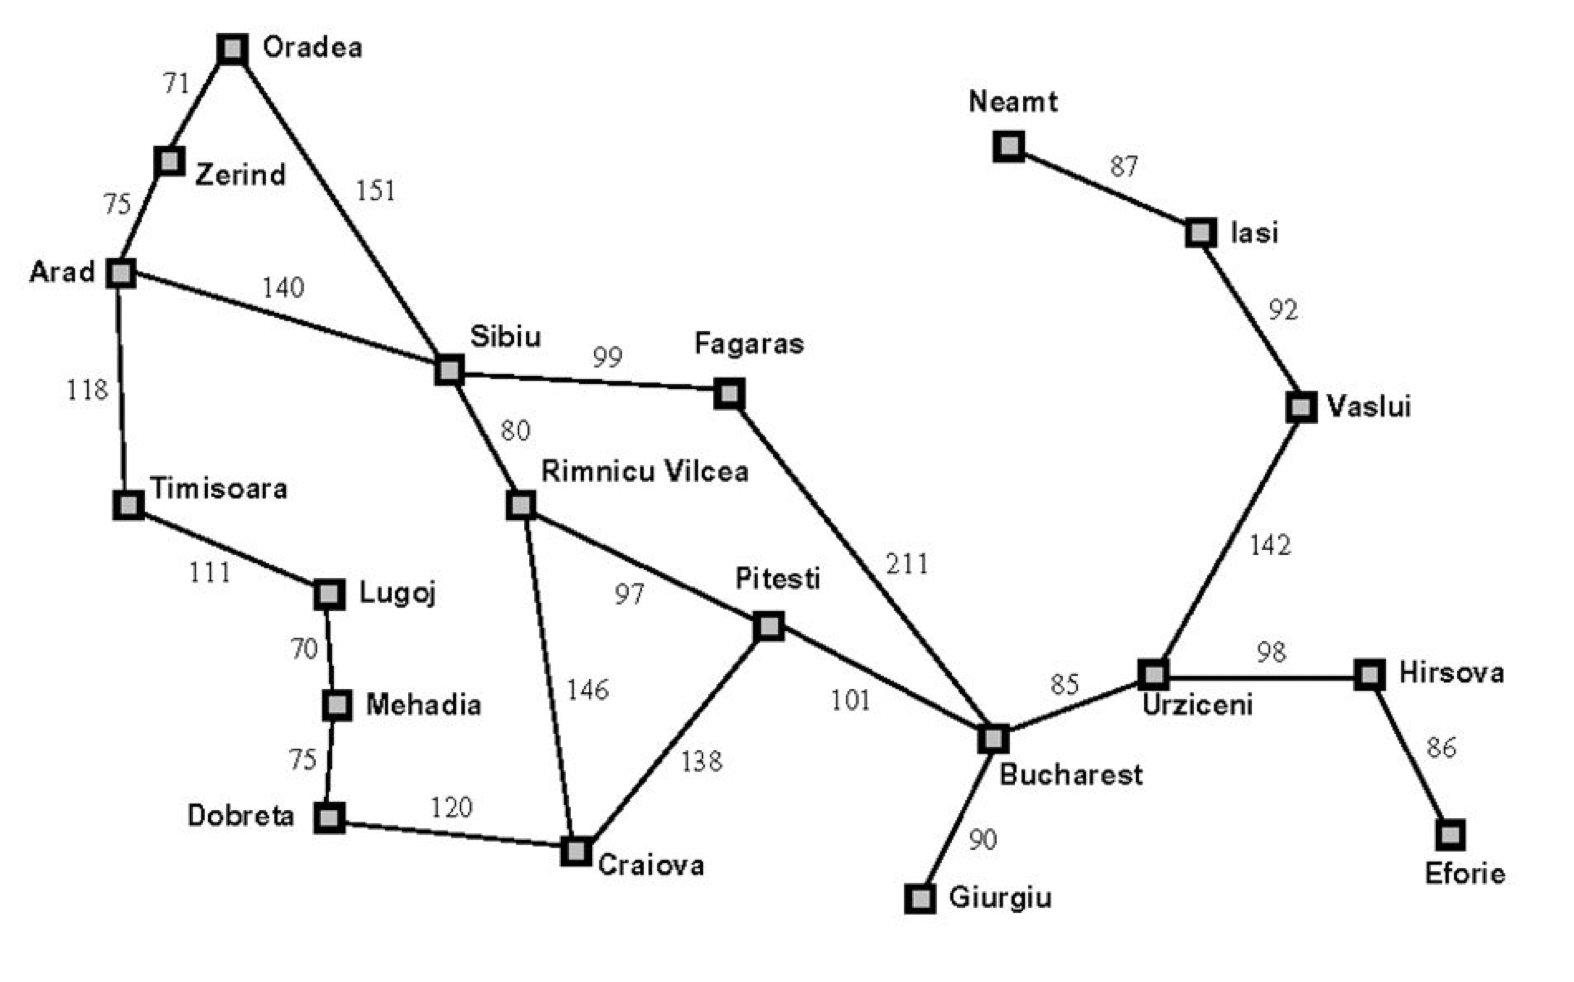 Oradea
71
Neamt
87
Zerind
151
75
Iasi
Arad
140
92
Sibiu
Fagaras
99
118
Vaslui
80
Rimnicu Vilcea
Timisoara
142
211
111
Pitesti
Lugoj
97
70
98
Hirsova
85
146
101
Mehadia
Urziceni
86
75
138
Bucharest
120
Dobreta
90
Craiova
Eforie
Giurgiu